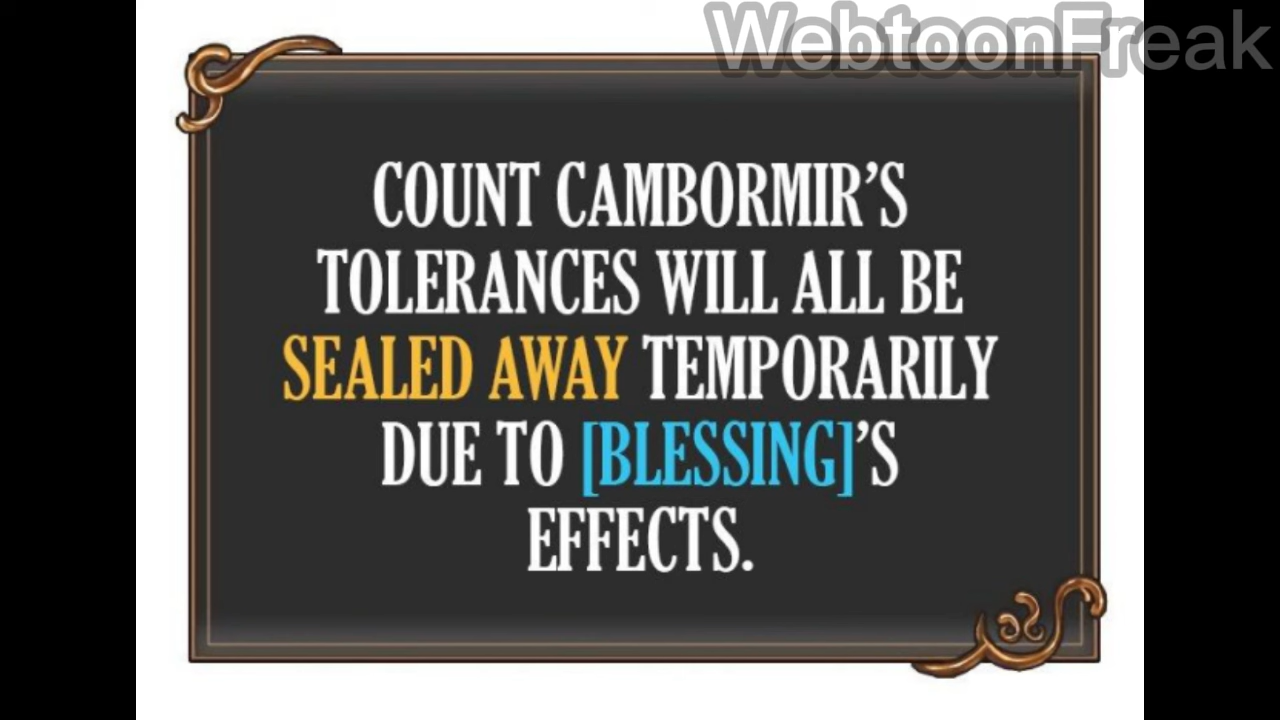 WebtoonFreak
COUNT CAMBORMIR'S
TOLERANCES WILL ALL BE
SEALED AWAY TEMPORARILY
DUE TO [BLESSING]'S
EFFECTS.